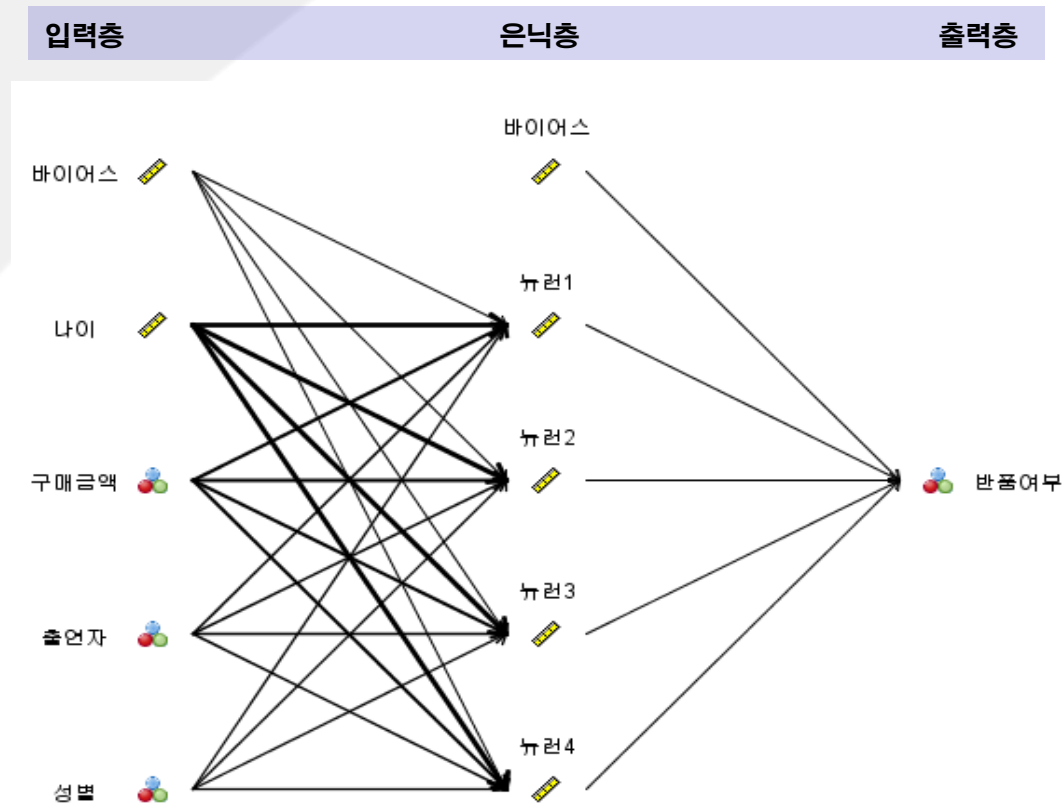 입력층 은닉층 출력층
바이어스
바이어스
뉴런1
나이
뉴런2
구매금액
반품여부
뉴런3
출연자
뉴런4
성별